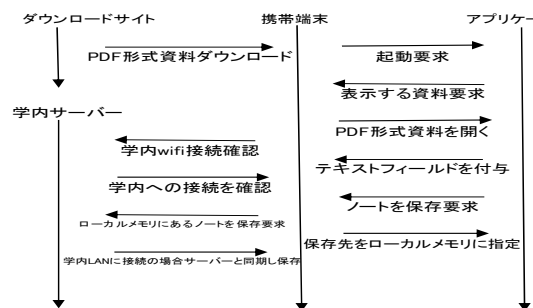 ダウンロードサイト
携帯端末
アプリケー
PDF形式資料ダウンロード
起動要求
表示する資料要求
学内サーバー
PDF形式資料を開く
学内wifi接続確認
テキストフィールドを付与
学内への接続を確認
ノートを保存要求
ローカルメモリにあるノートを保存要求
保存先をローカルメモリに指定
学内LANに接続の場合サーバーと同期し保存